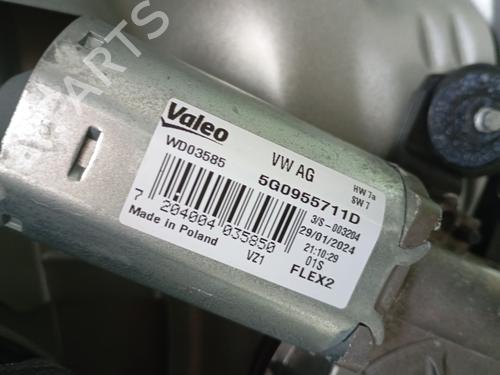 Valeo
VW AG
WD03585
HW 7a
SW 7
5G0955711D
3/S-003204
29/01/2024
21:10:29
01S
FLEX2
7 204004 035850
VZ1
Made in Poland
PARTS